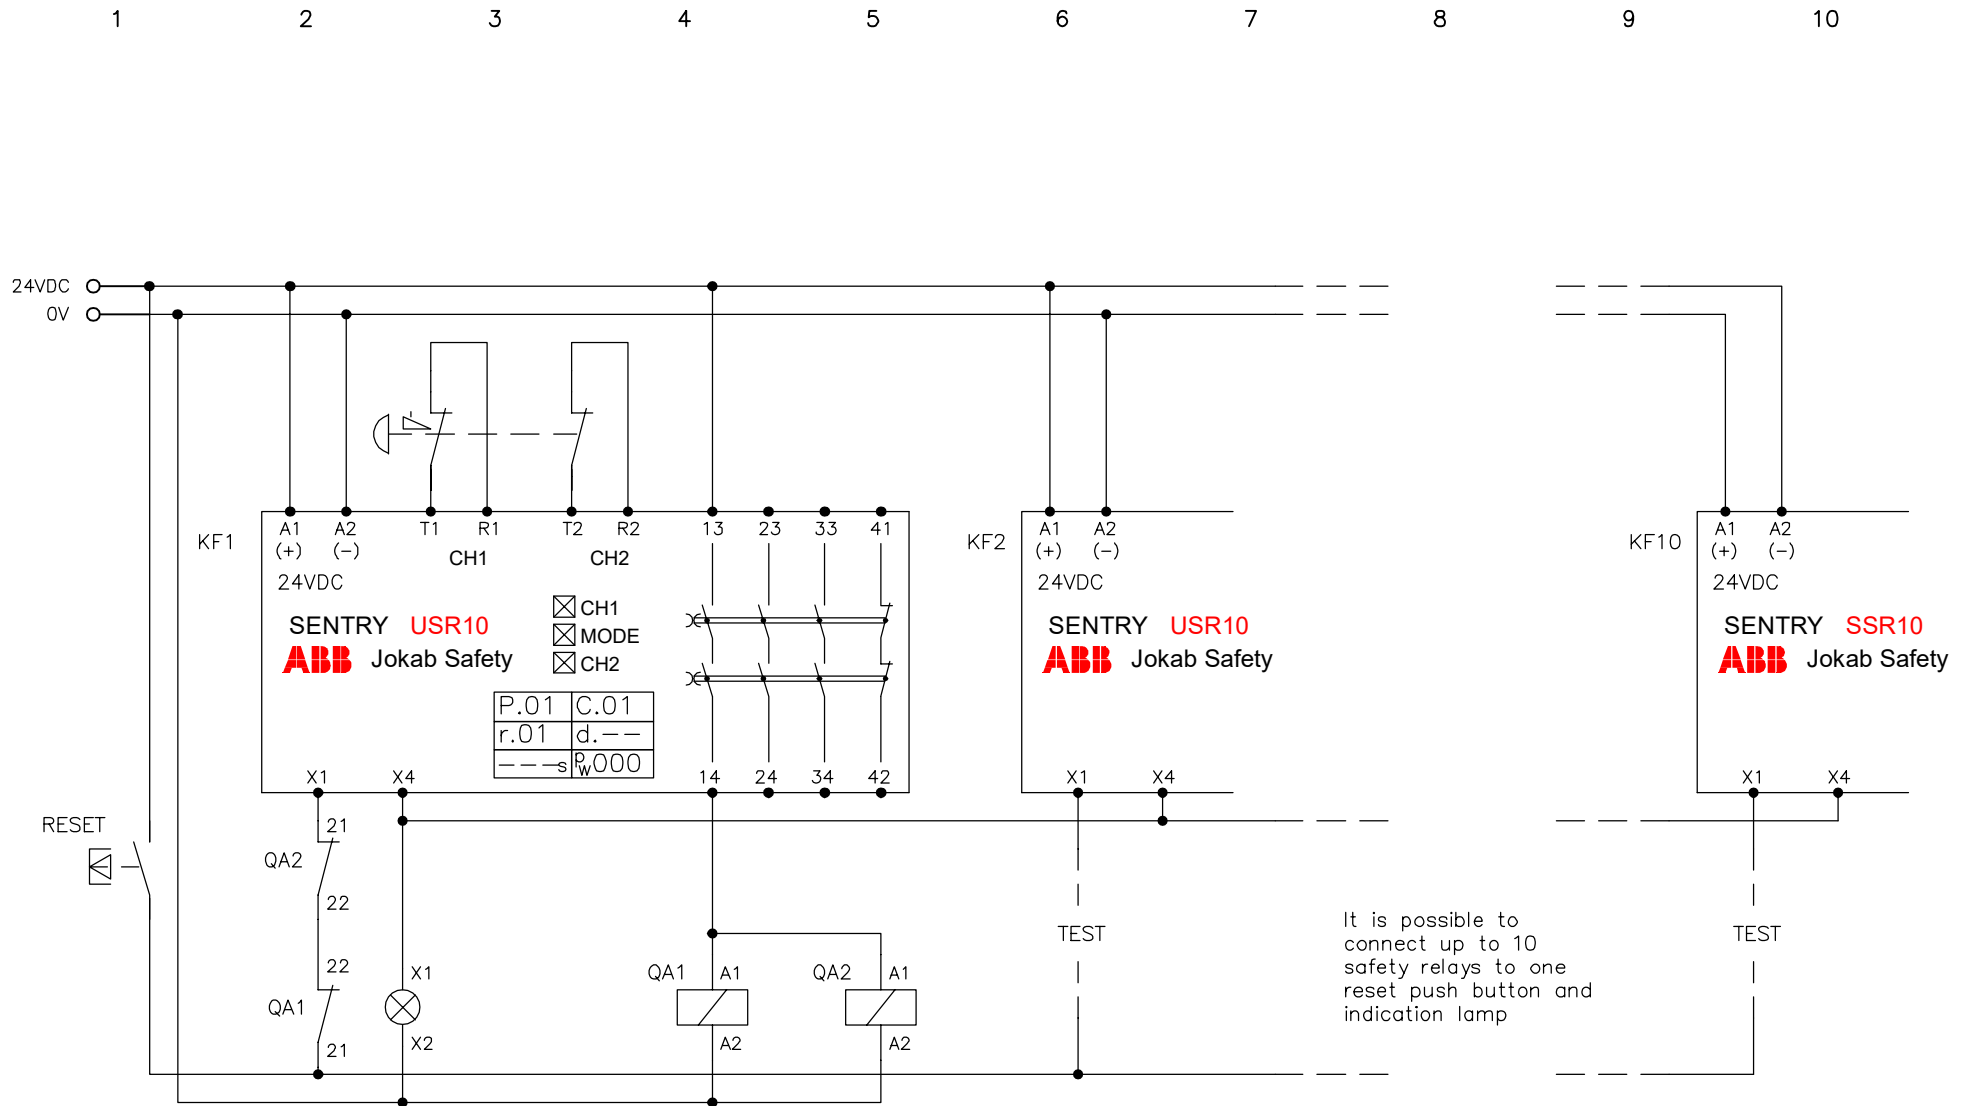 1 2 3 4 5 6 7 8 9 10
24VDC
0V
KF1
A1 A2 T1 R1 T2 R2 13 23 33 41
(+) (-)
CH1 CH2
24VDC
CH1
SENTRY USR10
MODE
ABB Jokab Safety
CH2
P.01 C.01
r.01 d.--
---s Pw000
X1 X4 14 24 34 42
KF2
A1 A2
(+) (-)
24VDC
SENTRY USR10
ABB Jokab Safety
X1 X4
KF10
A1 A2
(+) (-)
24VDC
SENTRY SSR10
ABB Jokab Safety
X1 X4
RESET
21
QA2
22
22
QA1
21
X1
X2
QA1 A1
A2
QA2 A1
A2
TEST
It is possible to
connect up to 10
safety relays to one
reset push button and
indication lamp
TEST